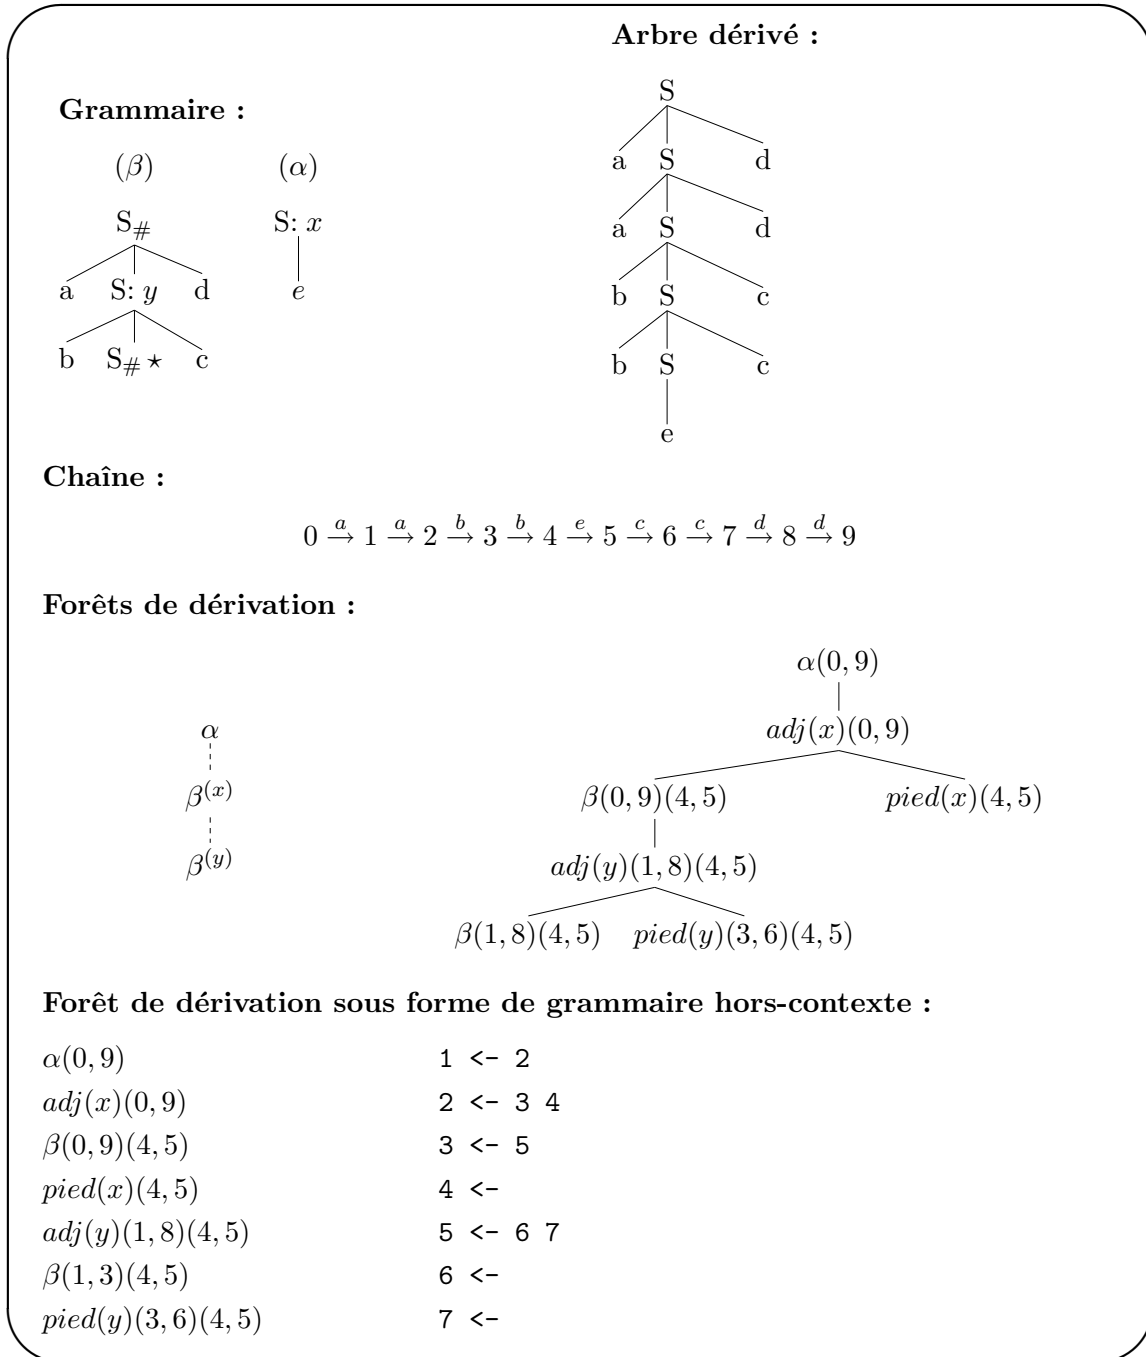 Arbre dérivé :
S
a S d
a S d
b S c
b S c
e
Grammaire :
(β) (α)
S# S: x
a S: y d e
b S# ⋆ c
Chaîne :
0 a→ 1 a→ 2 b→ 3 b→ 4 e→ 5 c→ 6 c→ 7 d→ 8 d→ 9
Forêts de dérivation :
α
β(x)
β(y)
α(0, 9)
adj(x)(0, 9)
β(0, 9)(4, 5) pied(x)(4, 5)
adj(y)(1, 8)(4, 5)
β(1, 8)(4, 5) pied(y)(3, 6)(4, 5)
Forêt de dérivation sous forme de grammaire hors-contexte :
α(0, 9) 1 <- 2
adj(x)(0, 9) 2 <- 3 4
β(0, 9)(4, 5) 3 <- 5
pied(x)(4, 5) 4 <-
adj(y)(1, 8)(4, 5) 5 <- 6 7
β(1, 3)(4, 5) 6 <-
pied(y)(3, 6)(4, 5) 7 <-